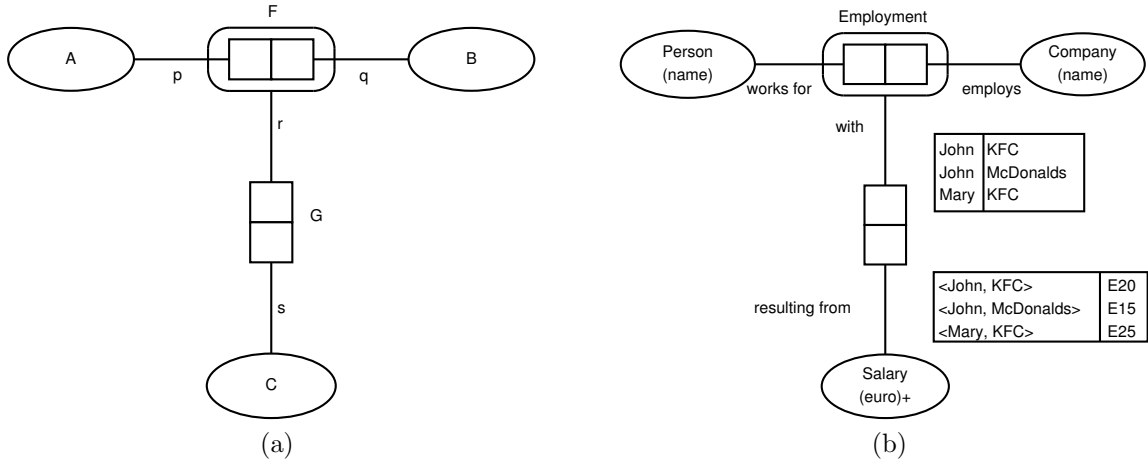 F
A
B
p
q
r
G
s
C
(a)
Employment
Person
(name)
Company
(name)
works for
employs
with
John KFC
John McDonalds
Mary KFC
<John, KFC> E20
<John, McDonalds> E15
<Mary, KFC> E25
resulting from
Salary
(euro)+
(b)